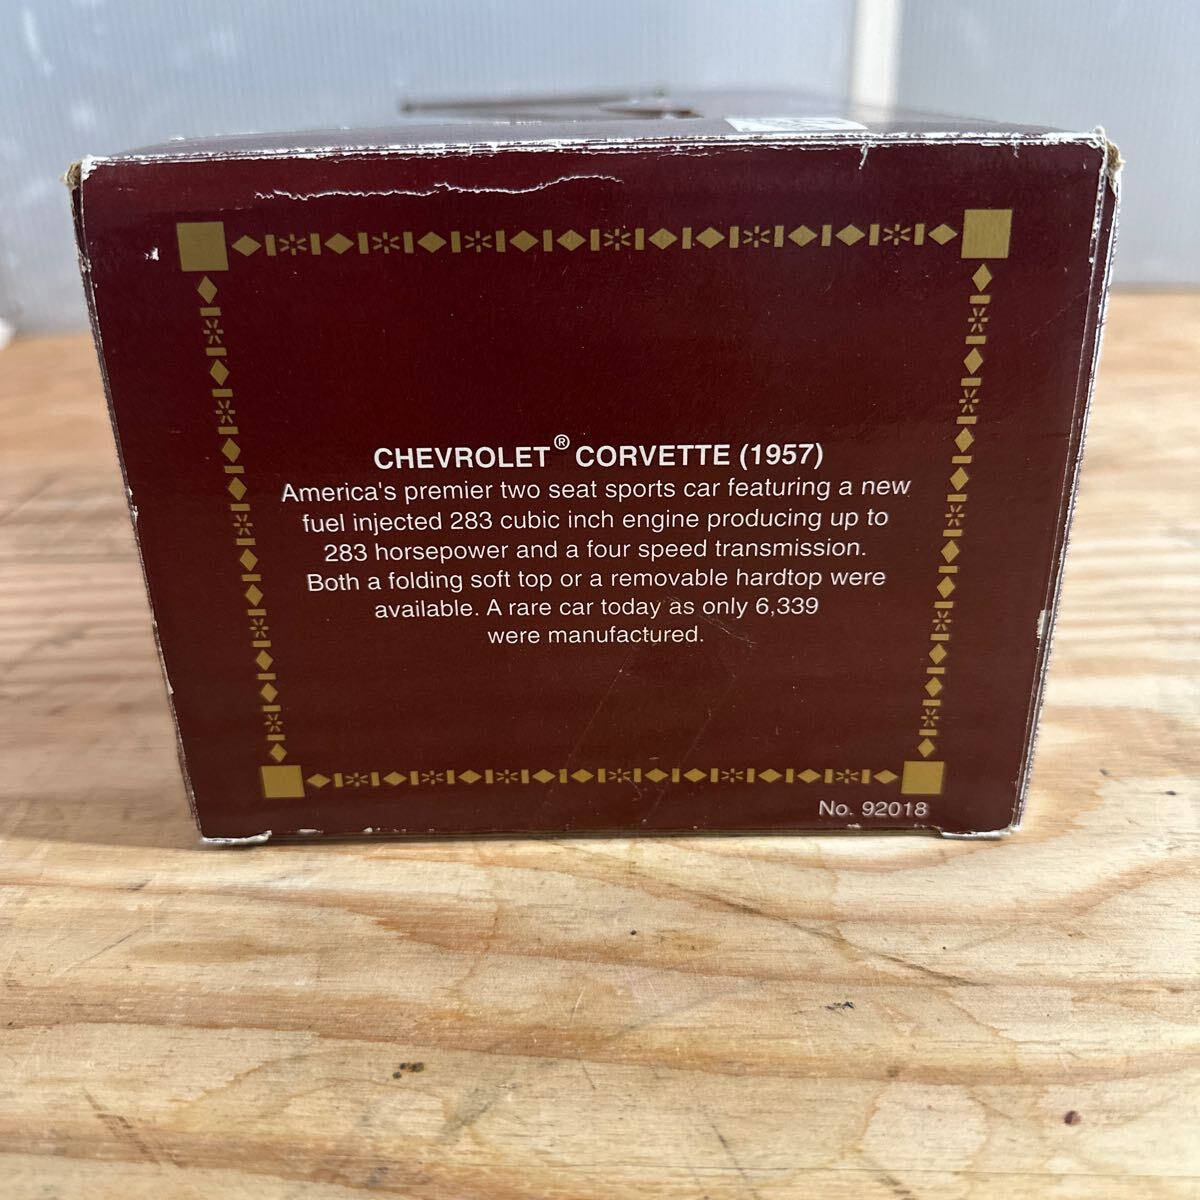 CHEVROLET® CORVETTE (1957)
America's premier two seat sports car featuring a new
fuel injected 283 cubic inch engine producing up to
283 horsepower and a four speed transmission.
Both a folding soft top or a removable hardtop were
available. A rare car today as only 6,339
were manufactured.
No. 92018